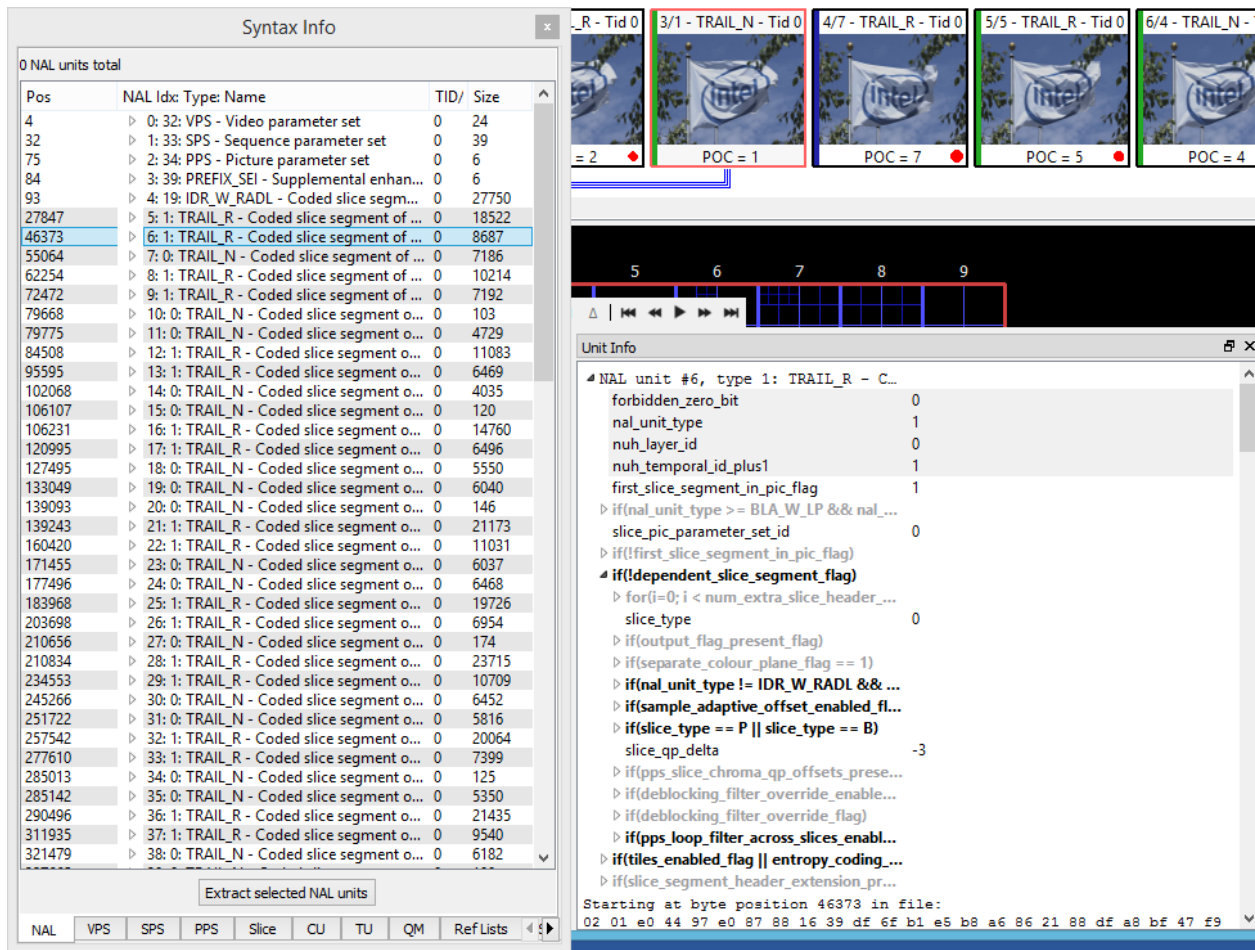 Syntax Info
x
0 NAL units total
Pos NAL Idx: Type: Name TID/ Size
4 0: 32: VPS - Video parameter set 0 24
32 1: 33: SPS - Sequence parameter set 0 39
75 2: 34: PPS - Picture parameter set 0 6
84 3: 39: PREFIX_SEI - Supplemental enhan... 0 6
93 4: 19: IDR_W_RADL - Coded slice segm... 0 27750
27847 5: 1: TRAIL_R - Coded slice segment of ... 0 18522
46373 6: 1: TRAIL_R - Coded slice segment of ... 0 8687
55064 7: 0: TRAIL_N - Coded slice segment of ... 0 7186
62254 8: 1: TRAIL_R - Coded slice segment of ... 0 10214
72472 9: 1: TRAIL_R - Coded slice segment of ... 0 7192
79668 10: 0: TRAIL_N - Coded slice segment o... 0 103
79775 11: 0: TRAIL_N - Coded slice segment o... 0 4729
84508 12: 1: TRAIL_R - Coded slice segment o... 0 11083
95595 13: 1: TRAIL_R - Coded slice segment o... 0 6469
102068 14: 0: TRAIL_N - Coded slice segment o... 0 4035
106107 15: 0: TRAIL_N - Coded slice segment o... 0 120
106231 16: 1: TRAIL_R - Coded slice segment o... 0 14760
120995 17: 1: TRAIL_R - Coded slice segment o... 0 6496
127495 18: 0: TRAIL_N - Coded slice segment o... 0 5550
133049 19: 0: TRAIL_N - Coded slice segment o... 0 6040
139093 20: 0: TRAIL_N - Coded slice segment o... 0 146
139243 21: 1: TRAIL_R - Coded slice segment o... 0 21173
160420 22: 1: TRAIL_R - Coded slice segment o... 0 11031
171455 23: 0: TRAIL_N - Coded slice segment o... 0 6037
177496 24: 0: TRAIL_N - Coded slice segment o... 0 6468
183968 25: 1: TRAIL_R - Coded slice segment o... 0 19726
203698 26: 1: TRAIL_R - Coded slice segment o... 0 6954
210656 27: 0: TRAIL_N - Coded slice segment o... 0 174
210834 28: 1: TRAIL_R - Coded slice segment o... 0 23715
234553 29: 1: TRAIL_R - Coded slice segment o... 0 10709
245266 30: 0: TRAIL_N - Coded slice segment o... 0 6452
251722 31: 0: TRAIL_N - Coded slice segment o... 0 5816
257542 32: 1: TRAIL_R - Coded slice segment o... 0 20064
277610 33: 1: TRAIL_R - Coded slice segment o... 0 7399
285013 34: 0: TRAIL_N - Coded slice segment o... 0 125
285142 35: 0: TRAIL_N - Coded slice segment o... 0 5350
290496 36: 1: TRAIL_R - Coded slice segment o... 0 21435
311935 37: 1: TRAIL_R - Coded slice segment o... 0 9540
321479 38: 0: TRAIL_N - Coded slice segment o... 0 6182
Extract selected NAL units
NAL VPS SPS PPS Slice CU TU QM Ref Lists
_R - Tid 0 3/1 - TRAIL_N - Tid 0 4/7 - TRAIL_R - Tid 0 5/5 - TRAIL_R - Tid 0 6/4 - TRAIL_N -
intel intel intel intel
= 2 POC = 1 POC = 7 POC = 5 POC = 4
5 6 7 8 9
Unit Info
NAL unit #6, type 1: TRAIL_R - C…
forbidden_zero_bit 0
nal_unit_type 1
nuh_layer_id 0
nuh_temporal_id_plus1 1
first_slice_segment_in_pic_flag 1
if(nal_unit_type >= BLA_W_LP && nal_...
slice_pic_parameter_set_id 0
if(!first_slice_segment_in_pic_flag)
if(!dependent_slice_segment_flag)
for(i=0; i < num_extra_slice_header_...
slice_type 0
if(output_flag_present_flag)
if(separate_colour_plane_flag == 1)
if(nal_unit_type != IDR_W_RADL && ...
if(sample_adaptive_offset_enabled_fl...
if(slice_type == P || slice_type == B)
slice_qp_delta -3
if(pps_slice_chroma_qp_offsets_prese...
if(deblocking_filter_override_enable...
if(deblocking_filter_override_flag)
if(pps_loop_filter_across_slices_enabl...
if(tiles_enabled_flag || entropy_coding_...
if(slice_segment_header_extension_pr...
Starting at byte position 46373 in file:
02 01 e0 44 97 e0 87 88 16 39 df 6f b1 e5 b8 a6 86 21 88 df a8 bf 47 f9